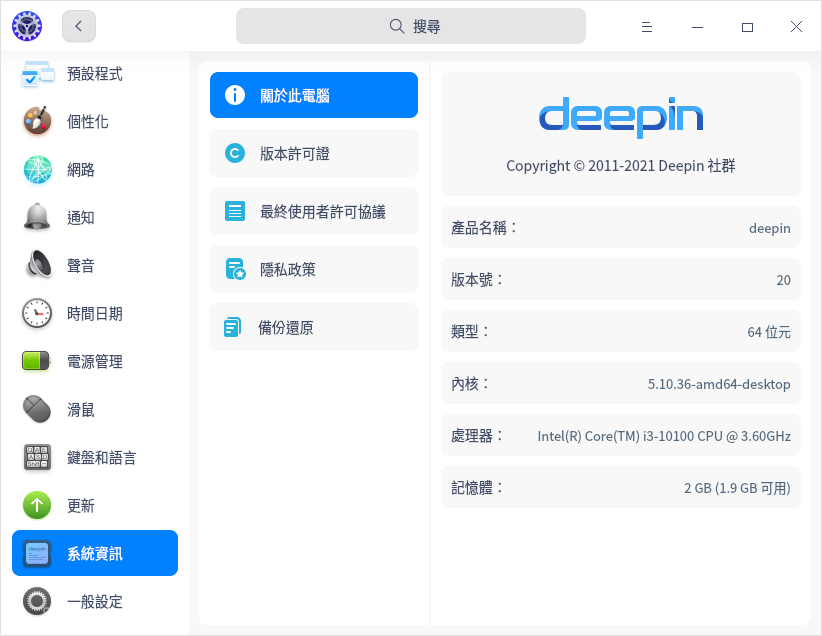 搜尋
預設程式
個性化
網路
通知
聲音
時間日期
電源管理
滑鼠
鍵盤和語言
更新
系統資訊
一般設定
關於此電腦
版本許可證
最終使用者許可協議
隱私政策
備份還原
deepin
Copyright © 2011-2021 Deepin 社群
產品名稱： deepin
版本號： 20
類型： 64 位元
內核： 5.10.36-amd64-desktop
處理器： Intel(R) Core(TM) i3-10100 CPU @ 3.60GHz
記憶體： 2 GB (1.9 GB 可用)